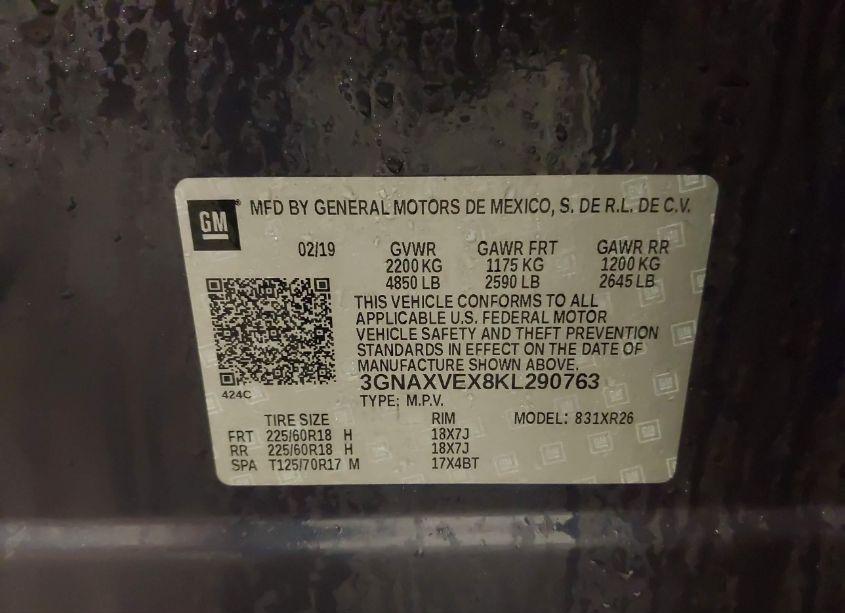 GM
MFD BY GENERAL MOTORS DE MEXICO, S. DE R.L. DE C.V.
02/19 GVWR GAWR FRT GAWR RR
2200 KG 1175 KG 1200 KG
4850 LB 2590 LB 2645 LB
THIS VEHICLE CONFORMS TO ALL
APPLICABLE U.S. FEDERAL MOTOR
VEHICLE SAFETY AND THEFT PREVENTION
STANDARDS IN EFFECT ON THE DATE OF
MANUFACTURE SHOWN ABOVE.
3GNAXVEX8KL290763
424C
TYPE: M.P.V.
TIRE SIZE RIM MODEL: 831XR26
FRT 225/60R18 H 18X7J
RR 225/60R18 H 18X7J
SPA T125/70R17 M 17X4BT